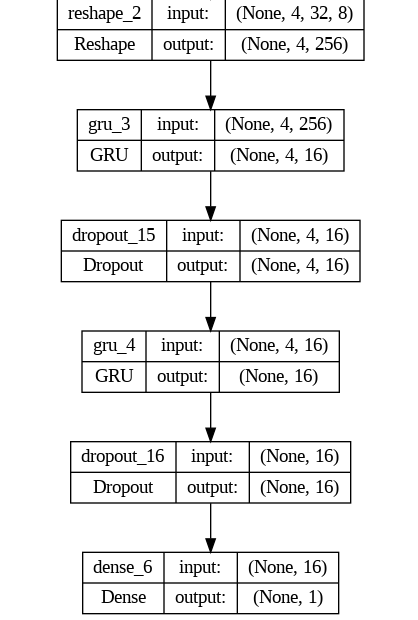 reshape_2 input: (None, 4, 32, 8)
Reshape output: (None, 4, 256)
gru_3 input: (None, 4, 256)
GRU output: (None, 4, 16)
dropout_15 input: (None, 4, 16)
Dropout output: (None, 4, 16)
gru_4 input: (None, 4, 16)
GRU output: (None, 16)
dropout_16 input: (None, 16)
Dropout output: (None, 16)
dense_6 input: (None, 16)
Dense output: (None, 1)